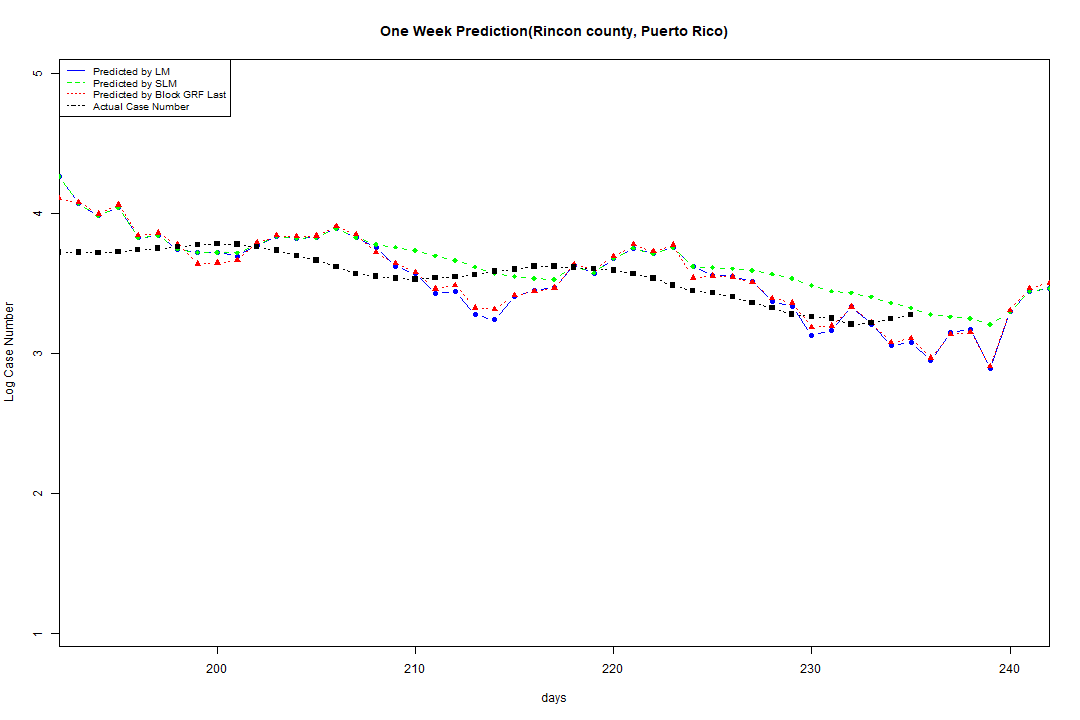 One Week Prediction(Rincon county, Puerto Rico)
Predicted by LM
Predicted by SLM
Predicted by Block GRF Last
Actual Case Number
5
4
3
2
1
Log Case Number
200 210 220 230 240
days